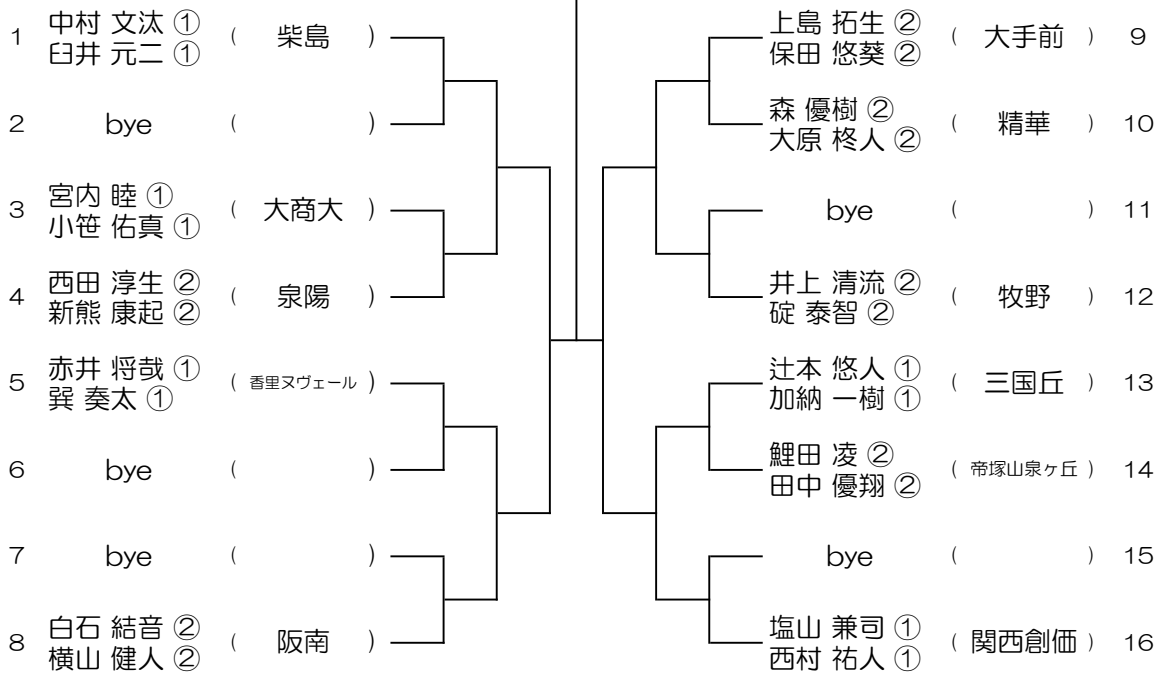 1 中村 文汰 ① ( 柴島 )
臼井 元二 ①
2 bye ( )
3 宮内 睦 ① ( 大商大 )
小笹 佑真 ①
4 西田 淳生 ② ( 泉陽 )
新熊 康起 ②
5 赤井 将哉 ① ( 香里ヌヴェール )
巽 奏太 ①
6 bye ( )
7 bye ( )
8 白石 結音 ② ( 阪南 )
横山 健人 ②
上島 拓生 ② ( 大手前 ) 9
保田 悠葵 ②
森 優樹 ② ( 精華 ) 10
大原 柊人 ②
bye ( ) 11
井上 清流 ② ( 牧野 ) 12
碇 泰智 ②
辻本 悠人 ① ( 三国丘 ) 13
加納 一樹 ①
鯉田 凌 ② ( 帝塚山泉ヶ丘 ) 14
田中 優翔 ②
bye ( ) 15
塩山 兼司 ① ( 関西創価 ) 16
西村 祐人 ①